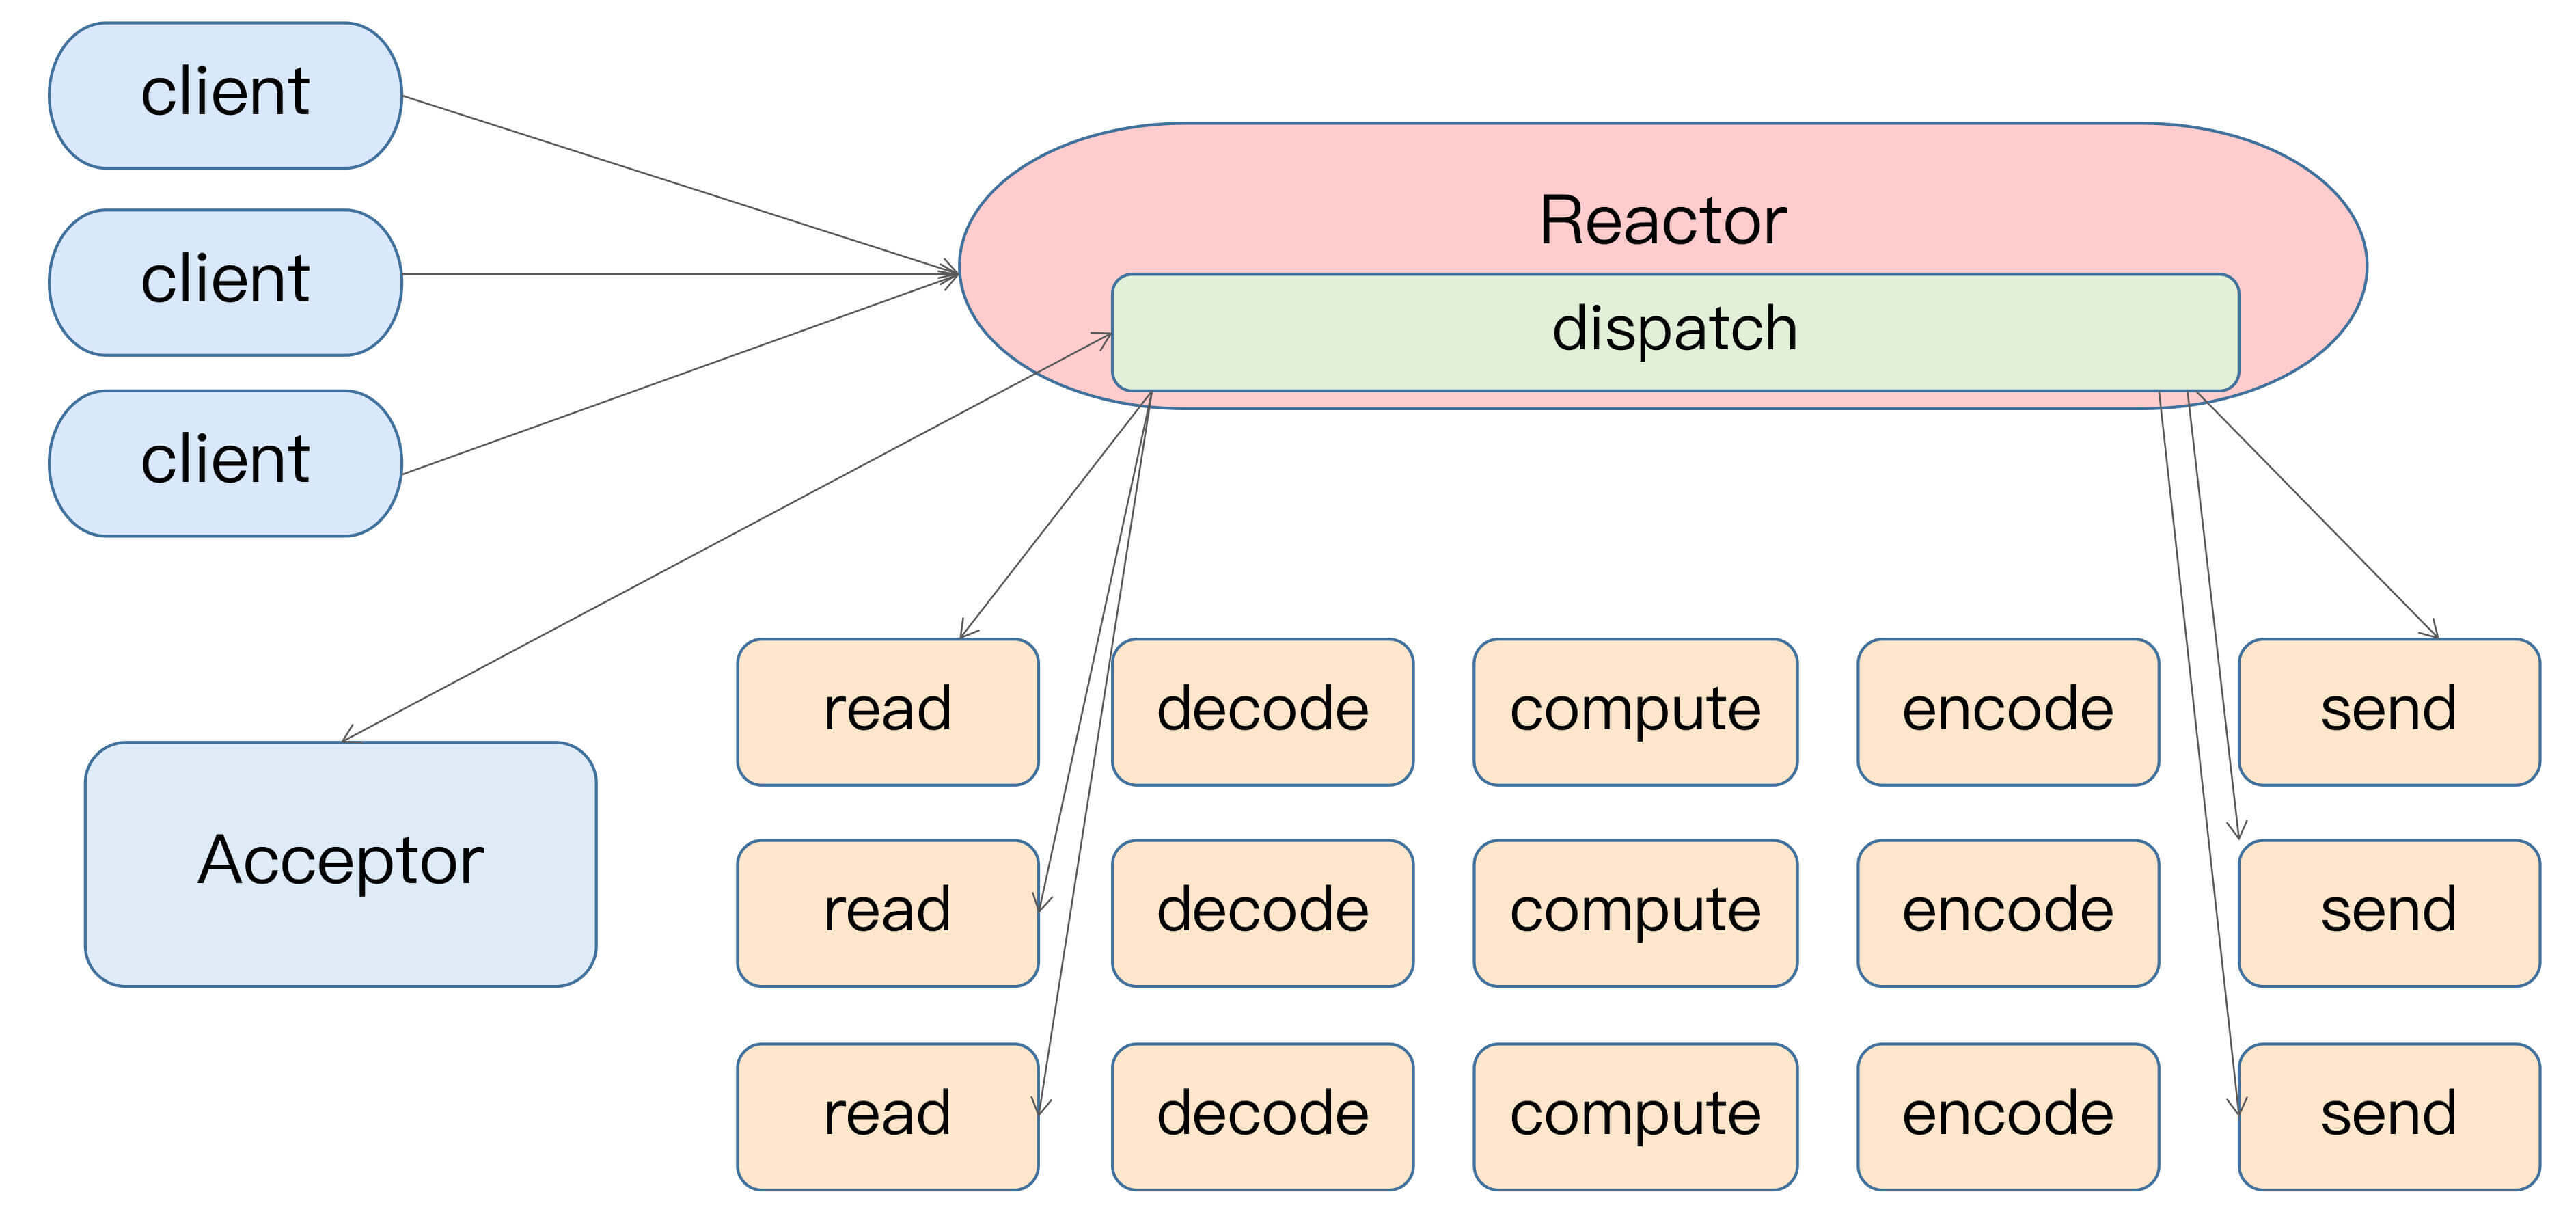 client
client
client
Reactor
dispatch
Acceptor
read
decode
compute
encode
send
read
decode
compute
encode
send
read
decode
compute
encode
send